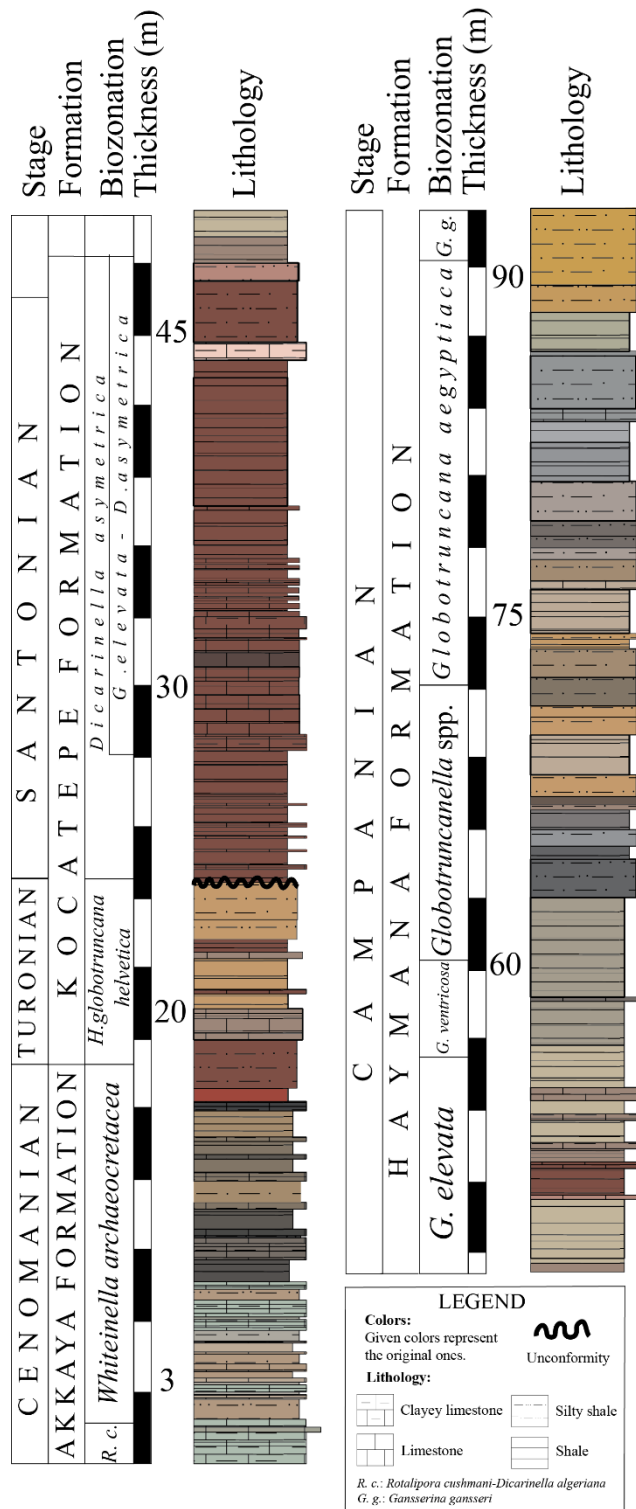 Stage
Formation
Biozonation
Thickness (m)
Lithology
SANTONIAN
TURONIAN
CENOMANIAN
KOCATEPE FORMATION
AKKAYA FORMATION
Dicarinella asymetrica
G.elevata - D.asymetrica
H.globotruncana
helvetica
Whiteinella archaeocretacea
R. c.
45
30
20
3
Stage
Formation
Biozonation
Thickness (m)
Lithology
CAMPANIAN
HAYMANA FORMATION
G. g.
Globotruncana aegyptiaca
Globotruncanella spp.
G. ventricosa
G. elevata
90
75
60
LEGEND
Colors:
Given colors represent
the original ones.
Unconformity
Lithology:
Clayey limestone
Silty shale
Limestone
Shale
R. c.: Rotalipora cushmani-Dicarinella algeriana
G. g.: Gansserina gansseri